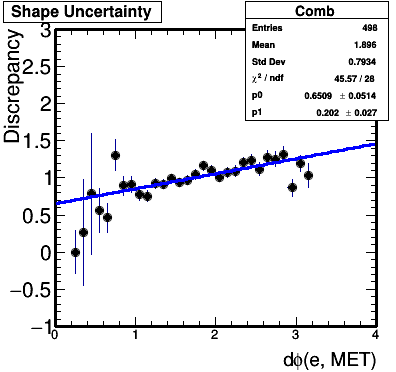 Shape Uncertainty
Comb
Entries 498
Mean 1.896
Std Dev 0.7934
χ² / ndf 45.57 / 28
p0 0.6509 ± 0.0514
p1 0.202 ± 0.027
Discrepancy
3
2.5
2
1.5
1
0.5
0
−0.5
−1
0 1 2 3 4
dϕ(e, MET)